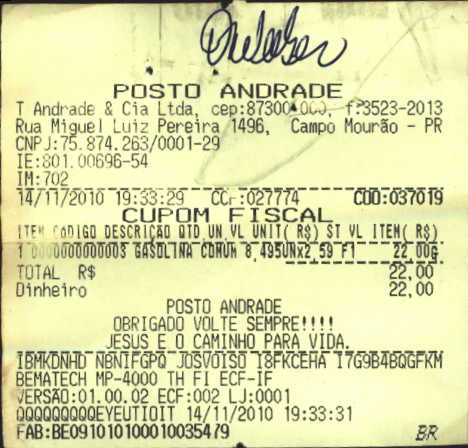 POSTO ANDRADE
T Andrade & Cia Ltda, cep:87300.000, f:3523-2013
Rua Miguel Luiz Pereira 1496, Campo Mourão - PR
CNPJ:75.874.263/0001-29
IE:801.00696-54
IM:702
14/11/2010 19:33:29 CCF:027774 COO:037019
CUPOM FISCAL
ITEM CODIGO DESCRIÇÃO QTD UN VL UNIT( R$) ST VL ITEM( R$)
1 0000000000003 GASOLINA COMUM 8,495UNx2,59 F1 22,00G
TOTAL R$ 22,00
Dinheiro 22,00
POSTO ANDRADE
OBRIGADO VOLTE SEMPRE!!!!
JESUS E O CAMINHO PARA VIDA.
IBMKDNHD NBNIFGPQ JOSVOISO I8FKCEHA I7G9B4BQGFKM
BEMATECH MP-4000 TH FI ECF-IF
VERSÃO:01.00.02 ECF:002 LJ:0001
QQQQQQQQQEYEUTIOIT 14/11/2010 19:33:31
FAB:BE091010100010035479 BR